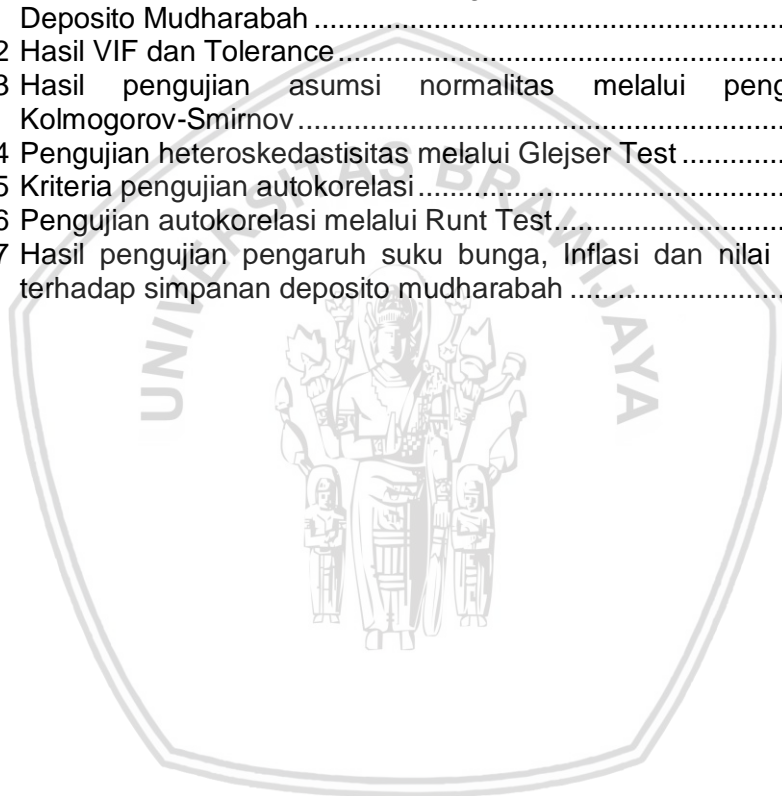 Deposito Mudharabah ..........................................................................
2 Hasil VIF dan Tolerance.......................................................................
3 Hasil pengujian asumsi normalitas melalui peng
Kolmogorov-Smirnov............................................................................
4 Pengujian heteroskedastisitas melalui Glejser Test .................
5 Kriteria pengujian autokorelasi........................................................
6 Pengujian autokorelasi melalui Runt Test...................................
7 Hasil pengujian pengaruh suku bunga, Inflasi dan nilai
terhadap simpanan deposito mudharabah ................................
UNIVERSITAS BRAWIJAYA